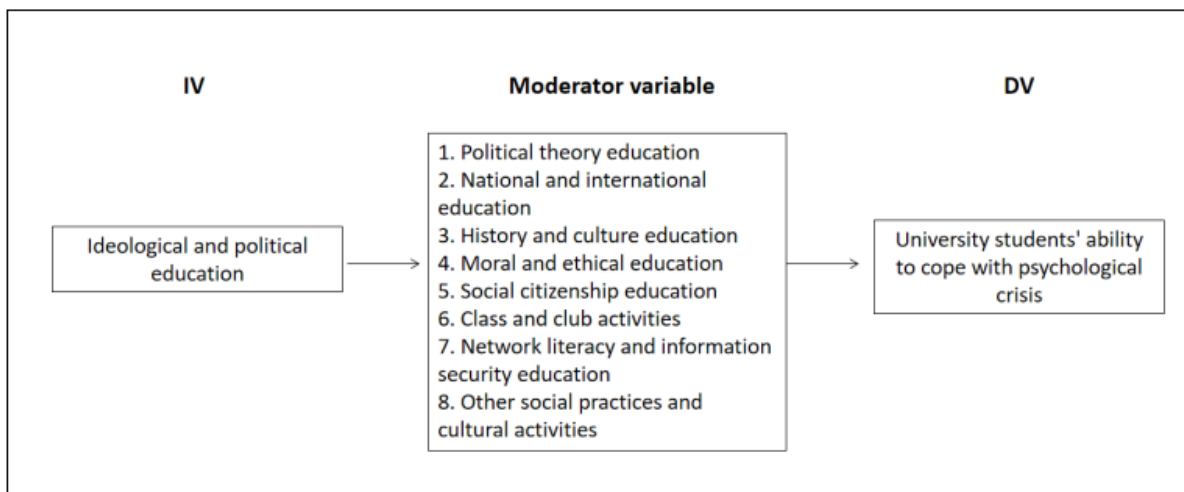 IV
Moderator variable
DV
Ideological and political
education
1. Political theory education
2. National and international
education
3. History and culture education
4. Moral and ethical education
5. Social citizenship education
6. Class and club activities
7. Network literacy and information
security education
8. Other social practices and
cultural activities
University students' ability
to cope with psychological
crisis